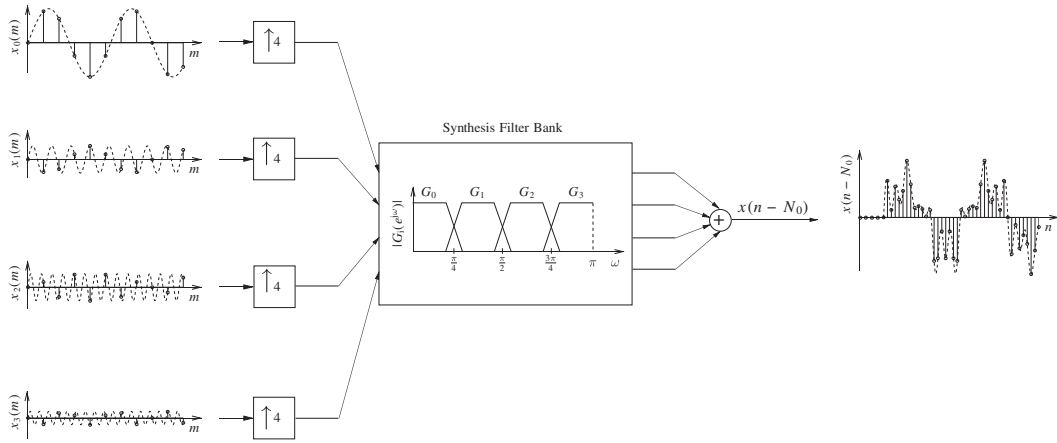 x₀(m)
m
↑4
x₁(m)
m
↑4
x₂(m)
m
↑4
x₃(m)
m
↑4
Synthesis Filter Bank
|Gᵢ(e^{jω})|
G₀ G₁ G₂ G₃
π/4 π/2 3π/4 π ω
+
x(n − N₀)
x(n − N₀)
n